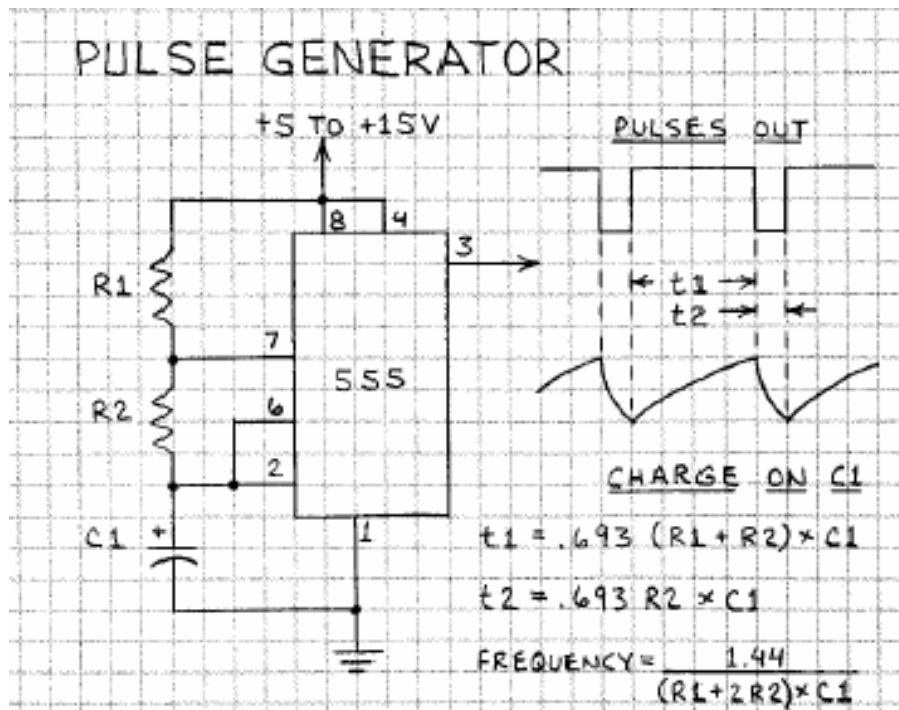 PULSE GENERATOR
+5 TO +15V
PULSES OUT
8 4
3
R1
t1
t2
7
555
R2
6
2
CHARGE ON C1
C1 +
1
t1 = .693 (R1+R2) × C1
t2 = .693 R2 × C1
FREQUENCY = 1.44
(R1+2R2) × C1